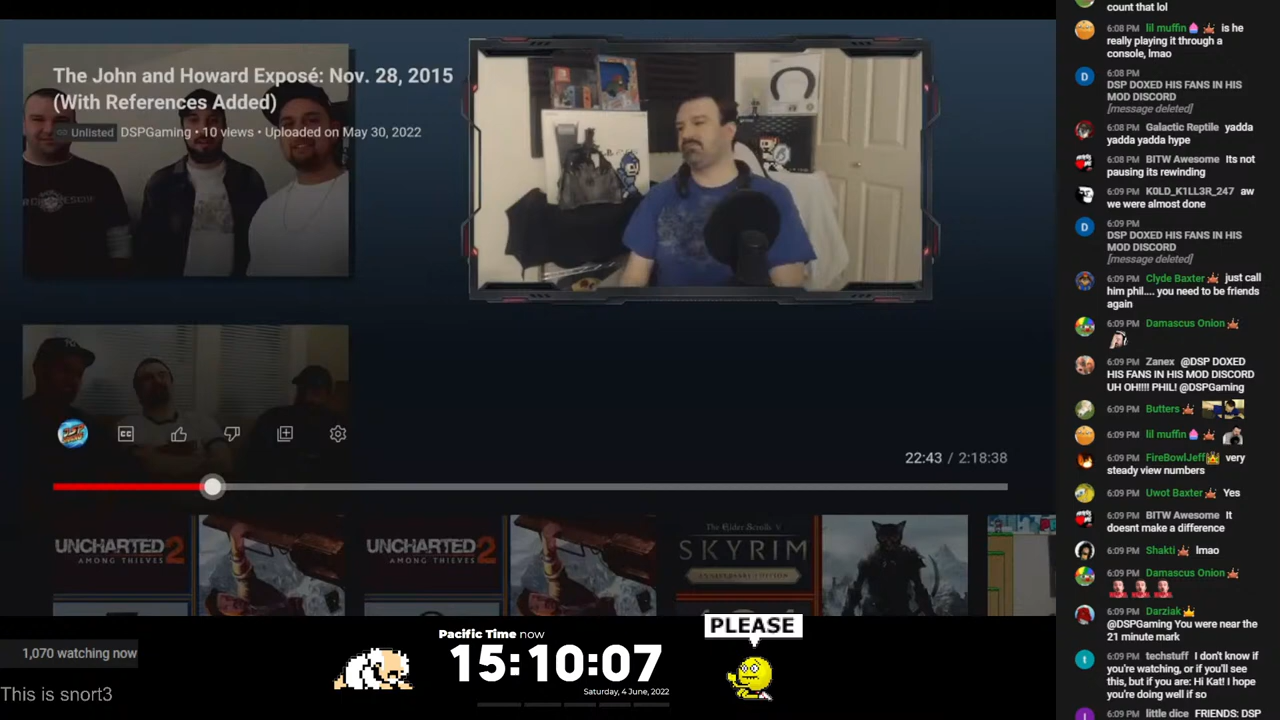 The John and Howard Exposé: Nov. 28, 2015
(With References Added)
Unlisted DSPGaming • 10 views • Uploaded on May 30, 2022
CC
22:43 / 2:18:38
UNCHARTED 2
AMONG THIEVES
UNCHARTED 2
AMONG THIEVES
The Elder Scrolls V
SKYRIM
ANNIVERSARY EDITION
1,070 watching now
This is snort3
Pacific Time now
15:10:07
Saturday, 4 June, 2022
PLEASE
count that lol
6:08 PM lil muffin is he
really playing it through a
console, lmao
D 6:08 PM
DSP DOXED HIS FANS IN HIS
MOD DISCORD
[message deleted]
6:08 PM Galactic Reptile yadda
yadda yadda hype
6:08 PM BITW Awesome Its not
pausing its rewinding
6:09 PM K0LD_K1LL3R_247 aw
we were almost done
D 6:09 PM
DSP DOXED HIS FANS IN HIS
MOD DISCORD
[message deleted]
6:09 PM Clyde Baxter just call
him phil.... you need to be friends
again
6:09 PM Damascus Onion
6:09 PM Zanex @DSP DOXED
HIS FANS IN HIS MOD DISCORD
UH OH!!!! PHIL! @DSPGaming
6:09 PM Butters
6:09 PM lil muffin
6:09 PM FireBowlJeff very
steady view numbers
6:09 PM Uwot Baxter Yes
6:09 PM BITW Awesome It
doesnt make a difference
6:09 PM Shakti lmao
6:09 PM Damascus Onion
6:09 PM Darziak
@DSPGaming You were near the
21 minute mark
t 6:09 PM techstuff I don't know if
you're watching, or if you'll see
this, but if you are: Hi Kat! I hope
you're doing well if so
6:09 PM little dice FRIENDS: DSP